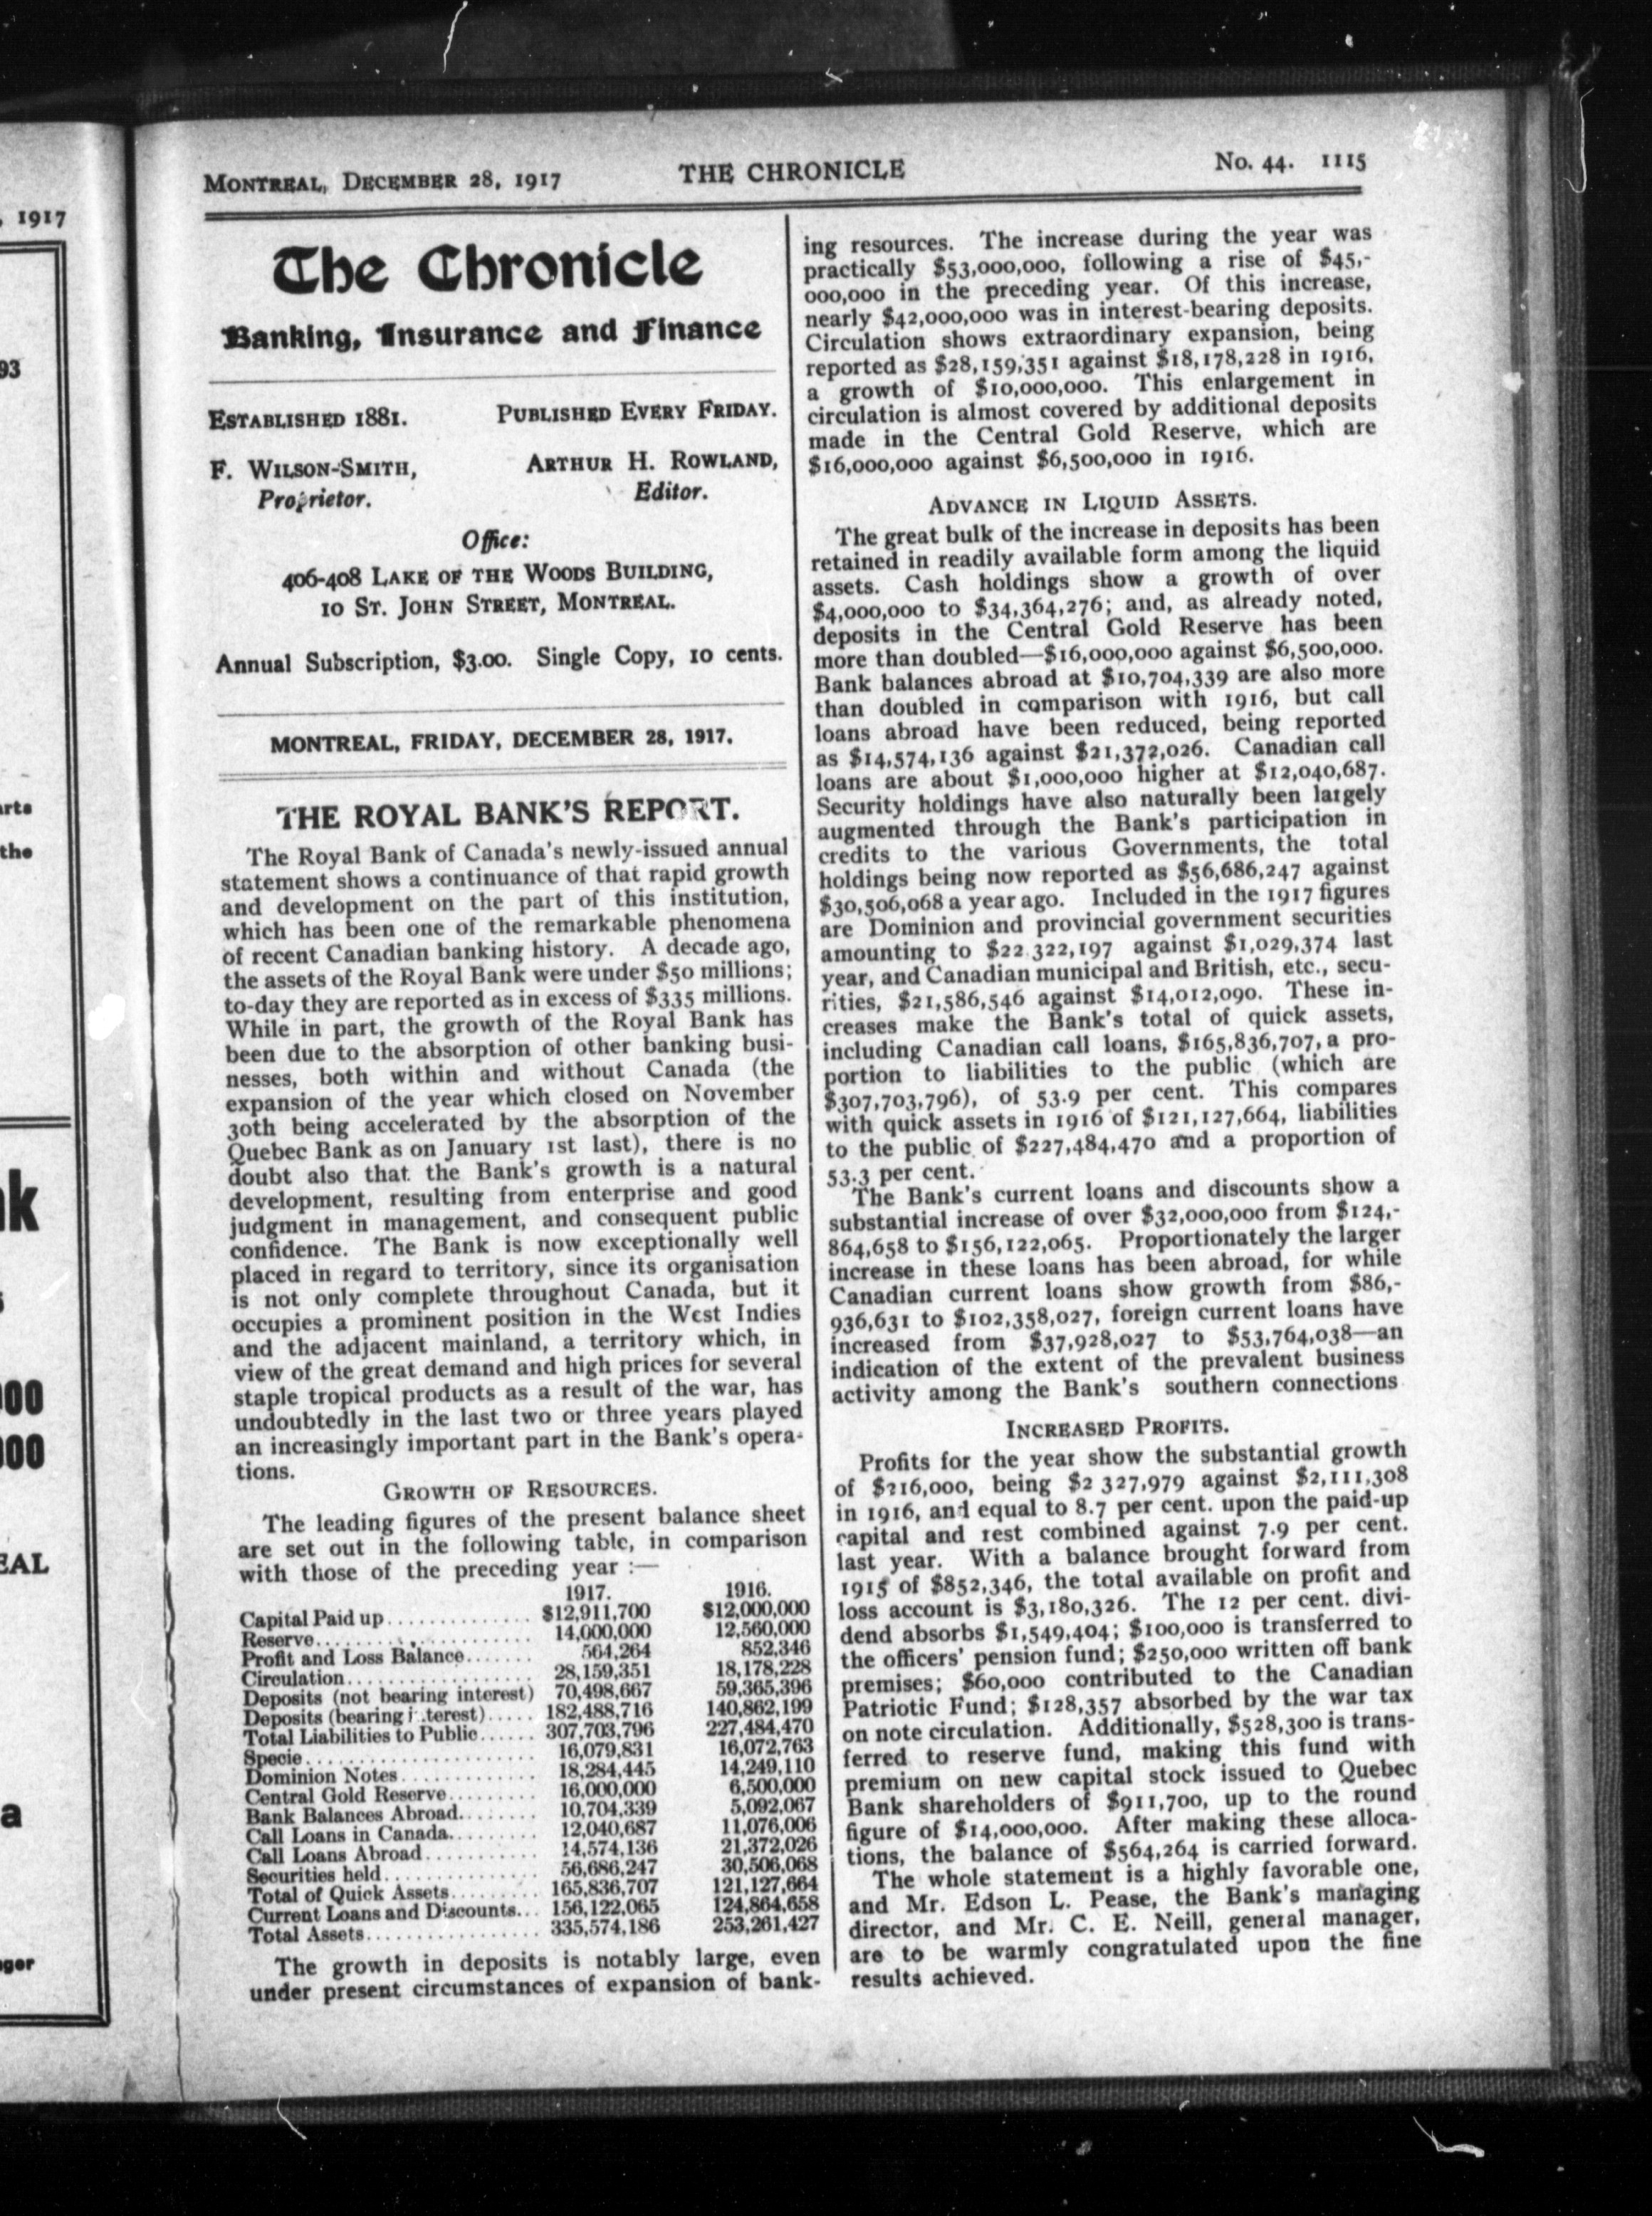 MONTREAL, DECEMBER 28, 1917
THE CHRONICLE
No. 44. 1115
The Chronicle
Banking, Insurance and Finance
ESTABLISHED 1881. PUBLISHED EVERY FRIDAY.
F. WILSON-SMITH, ARTHUR H. ROWLAND,
Proprietor. Editor.
Office:
406-408 LAKE OF THE WOODS BUILDING,
10 ST. JOHN STREET, MONTREAL.
Annual Subscription, $3.00. Single Copy, 10 cents.
MONTREAL, FRIDAY, DECEMBER 28, 1917.
THE ROYAL BANK'S REPORT.
The Royal Bank of Canada's newly-issued annual
statement shows a continuance of that rapid growth
and development on the part of this institution,
which has been one of the remarkable phenomena
of recent Canadian banking history. A decade ago,
the assets of the Royal Bank were under $50 millions;
to-day they are reported as in excess of $335 millions.
While in part, the growth of the Royal Bank has
been due to the absorption of other banking busi-
nesses, both within and without Canada (the
expansion of the year which closed on November
30th being accelerated by the absorption of the
Quebec Bank as on January 1st last), there is no
doubt also that the Bank's growth is a natural
development, resulting from enterprise and good
judgment in management, and consequent public
confidence. The Bank is now exceptionally well
placed in regard to territory, since its organisation
is not only complete throughout Canada, but it
occupies a prominent position in the West Indies
and the adjacent mainland, a territory which, in
view of the great demand and high prices for several
staple tropical products as a result of the war, has
undoubtedly in the last two or three years played
an increasingly important part in the Bank's opera-
tions.
GROWTH OF RESOURCES.
The leading figures of the present balance sheet
are set out in the following table, in comparison
with those of the preceding year :—
1917. 1916.
Capital Paid up.............. $12,911,700 $12,000,000
Reserve...................... 14,000,000 12,560,000
Profit and Loss Balance....... 564,264 852,346
Circulation.................. 28,159,351 18,178,228
Deposits (not bearing interest) 70,498,667 59,365,396
Deposits (bearing i .terest)..... 182,488,716 140,862,199
Total Liabilities to Public...... 307,703,796 227,484,470
Specie...................... 16,079,831 16,072,763
Dominion Notes............. 18,284,445 14,249,110
Central Gold Reserve......... 16,000,000 6,500,000
Bank Balances Abroad........ 10,704,339 5,092,067
Call Loans in Canada......... 12,040,687 11,076,006
Call Loans Abroad........... 14,574,136 21,372,026
Securities held............... 56,686,247 30,506,068
Total of Quick Assets......... 165,836,707 121,127,664
Current Loans and Discounts... 156,122,065 124,864,658
Total Assets................. 335,574,186 253,261,427
The growth in deposits is notably large, even
under present circumstances of expansion of bank-
ing resources. The increase during the year was
practically $53,000,000, following a rise of $45,-
000,000 in the preceding year. Of this increase,
nearly $42,000,000 was in interest-bearing deposits.
Circulation shows extraordinary expansion, being
reported as $28,159,351 against $18,178,228 in 1916,
a growth of $10,000,000. This enlargement in
circulation is almost covered by additional deposits
made in the Central Gold Reserve, which are
$16,000,000 against $6,500,000 in 1916.
ADVANCE IN LIQUID ASSETS.
The great bulk of the increase in deposits has been
retained in readily available form among the liquid
assets. Cash holdings show a growth of over
$4,000,000 to $34,364,276; and, as already noted,
deposits in the Central Gold Reserve has been
more than doubled—$16,000,000 against $6,500,000.
Bank balances abroad at $10,704,339 are also more
than doubled in comparison with 1916, but call
loans abroad have been reduced, being reported
as $14,574,136 against $21,372,026. Canadian call
loans are about $1,000,000 higher at $12,040,687.
Security holdings have also naturally been largely
augmented through the Bank's participation in
credits to the various Governments, the total
holdings being now reported as $56,686,247 against
$30,506,068 a year ago. Included in the 1917 figures
are Dominion and provincial government securities
amounting to $22 322,197 against $1,029,374 last
year, and Canadian municipal and British, etc., secu-
rities, $21,586,546 against $14,012,090. These in-
creases make the Bank's total of quick assets,
including Canadian call loans, $165,836,707, a pro-
portion to liabilities to the public (which are
$307,703,796), of 53.9 per cent. This compares
with quick assets in 1916 of $121,127,664, liabilities
to the public of $227,484,470 and a proportion of
53.3 per cent.
The Bank's current loans and discounts show a
substantial increase of over $32,000,000 from $124,-
864,658 to $156,122,065. Proportionately the larger
increase in these loans has been abroad, for while
Canadian current loans show growth from $86,-
936,631 to $102,358,027, foreign current loans have
increased from $37,928,027 to $53,764,038—an
indication of the extent of the prevalent business
activity among the Bank's southern connections
INCREASED PROFITS.
Profits for the year show the substantial growth
of $216,000, being $2 327,979 against $2,111,308
in 1916, and equal to 8.7 per cent. upon the paid-up
capital and rest combined against 7.9 per cent.
last year. With a balance brought forward from
1915 of $852,346, the total available on profit and
loss account is $3,180,326. The 12 per cent. divi-
dend absorbs $1,549,404; $100,000 is transferred to
the officers' pension fund; $250,000 written off bank
premises; $60,000 contributed to the Canadian
Patriotic Fund; $128,357 absorbed by the war tax
on note circulation. Additionally, $528,300 is trans-
ferred to reserve fund, making this fund with
premium on new capital stock issued to Quebec
Bank shareholders of $911,700, up to the round
figure of $14,000,000. After making these alloca-
tions, the balance of $564,264 is carried forward.
The whole statement is a highly favorable one,
and Mr. Edson L. Pease, the Bank's managing
director, and Mr. C. E. Neill, general manager,
are to be warmly congratulated upon the fine
results achieved.